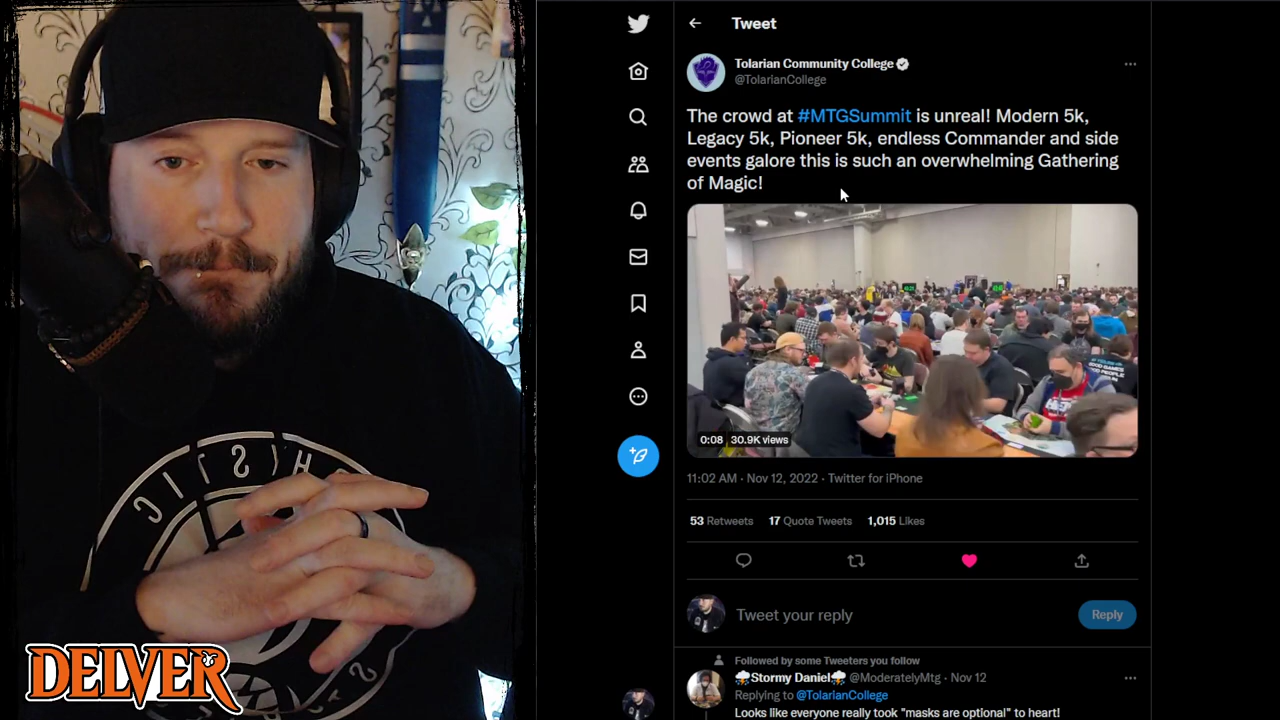 Tweet
Tolarian Community College
@TolarianCollege
The crowd at #MTGSummit is unreal! Modern 5k,
Legacy 5k, Pioneer 5k, endless Commander and side
events galore this is such an overwhelming Gathering
of Magic!
0:08 30.9K views
11:02 AM · Nov 12, 2022 · Twitter for iPhone
53 Retweets 17 Quote Tweets 1,015 Likes
Tweet your reply
Reply
Followed by some Tweeters you follow
🌩Stormy Daniel🌩 @ModeratelyMtg · Nov 12
Replying to @TolarianCollege
Looks like everyone really took "masks are optional" to heart!
DELVER